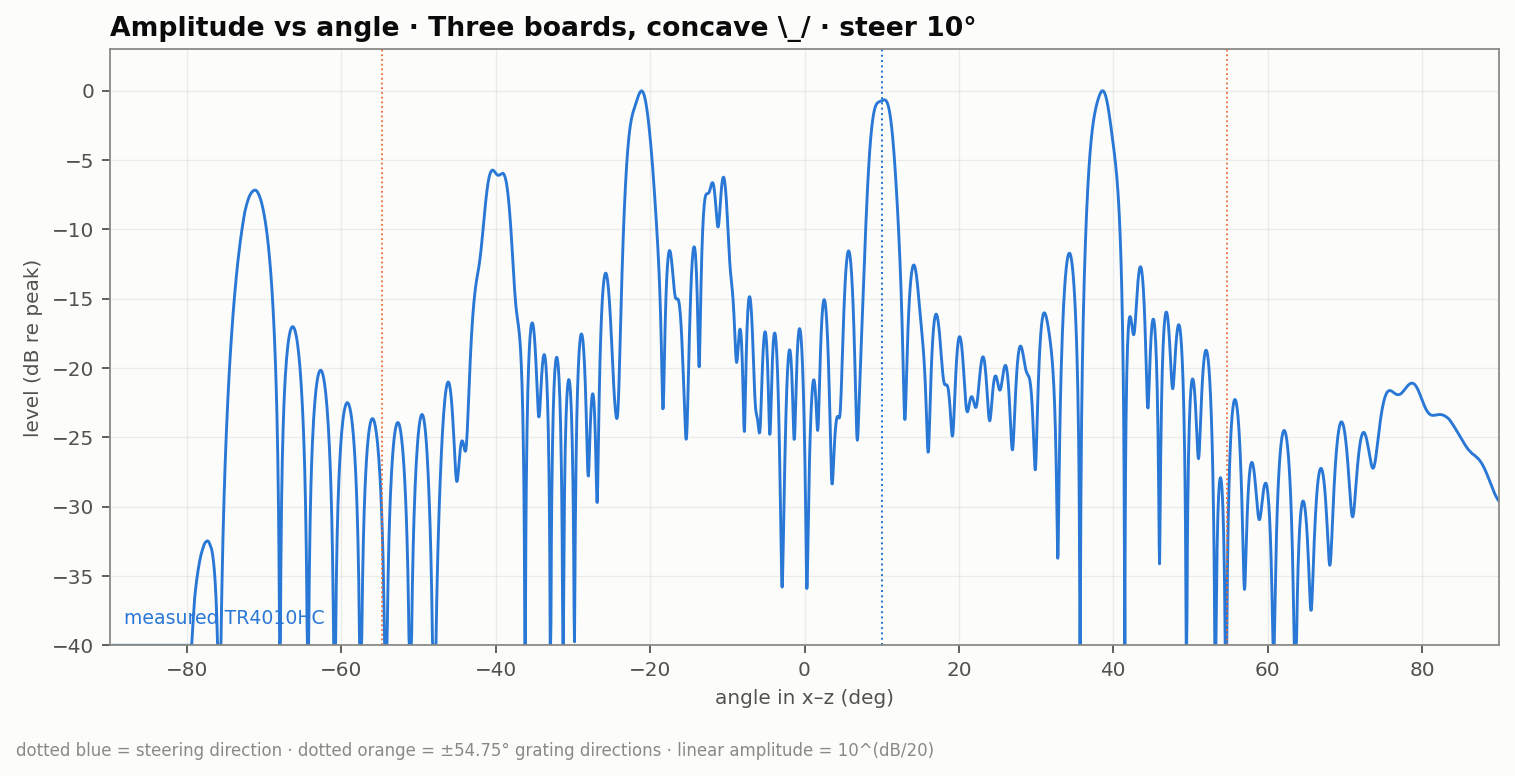 Amplitude vs angle · Three boards, concave \_/ · steer 10°
level (dB re peak)
0
−5
−10
−15
−20
−25
−30
−35
−40
measured TR4010HC
−80 −60 −40 −20 0 20 40 60 80
angle in x–z (deg)
dotted blue = steering direction · dotted orange = ±54.75° grating directions · linear amplitude = 10^(dB/20)